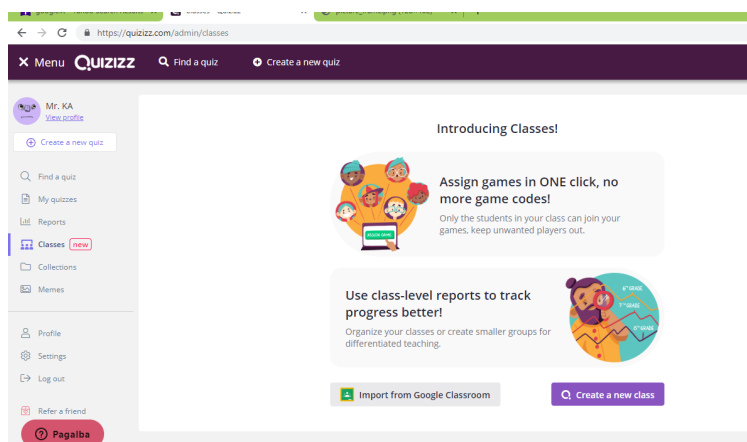 https://quizizz.com/admin/classes
Menu QUIZIZZ Find a quiz Create a new quiz
Mr. KA
View profile
Create a new quiz
Find a quiz
My quizzes
Reports
Classes new
Collections
Memes
Profile
Settings
Log out
Refer a friend
Pagalba
Introducing Classes!
Assign games in ONE click, no
more game codes!
Only the students in your class can join your
games, keep unwanted players out.
ASSIGN GAME
Use class-level reports to track
progress better!
Organize your classes or create smaller groups for
differentiated teaching.
6th GRADE
7th GRADE
8th GRADE
Import from Google Classroom
Create a new class